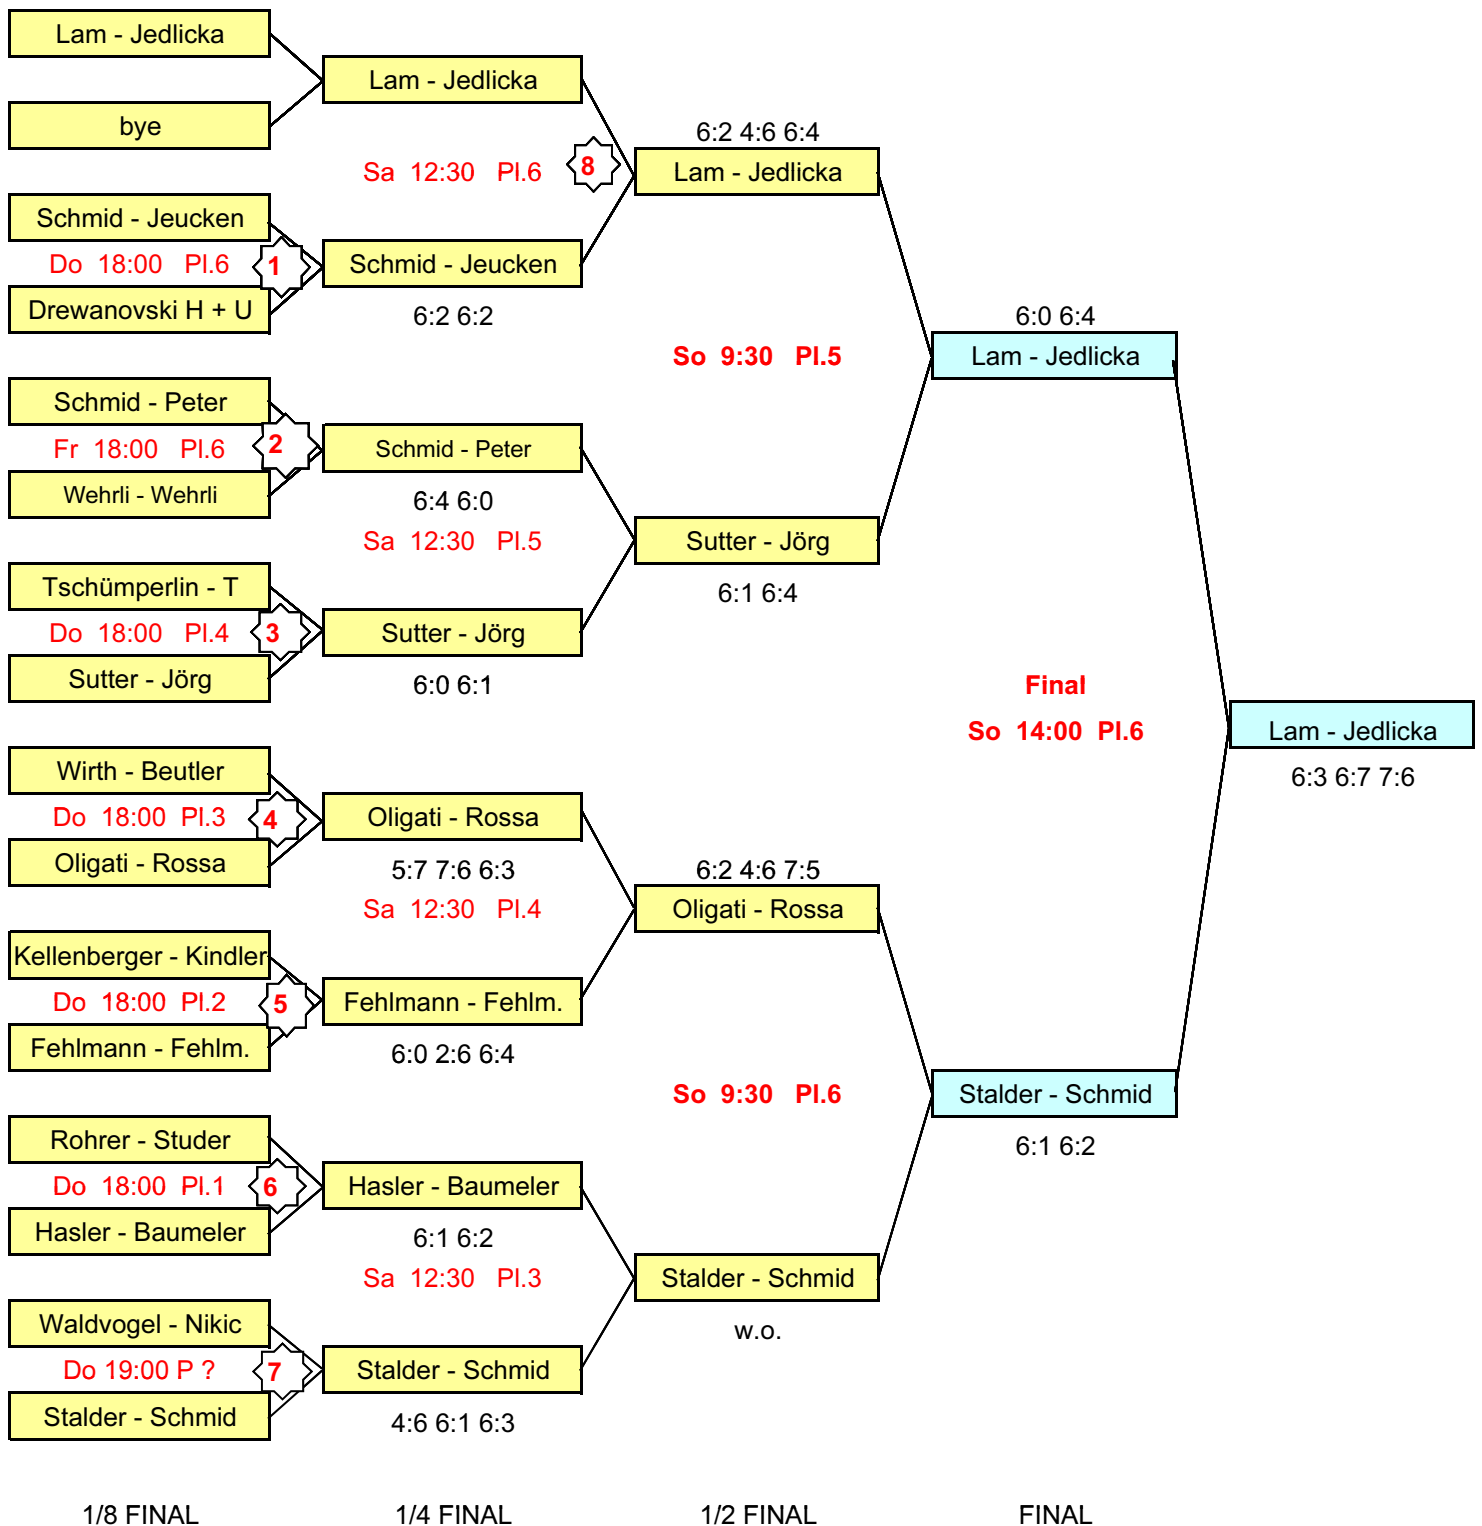 Lam - Jedlicka
bye
Schmid - Jeucken
Do 18:00 Pl.6
1
Drewanovski H + U
Schmid - Peter
Fr 18:00 Pl.6
2
Wehrli - Wehrli
Tschümperlin - T
Do 18:00 Pl.4
3
Sutter - Jörg
Wirth - Beutler
Do 18:00 Pl.3
4
Oligati - Rossa
Kellenberger - Kindler
Do 18:00 Pl.2
5
Fehlmann - Fehlm.
Rohrer - Studer
Do 18:00 Pl.1
6
Hasler - Baumeler
Waldvogel - Nikic
Do 19:00 P ?
7
Stalder - Schmid
1/8 FINAL
Lam - Jedlicka
Sa 12:30 Pl.6
8
Schmid - Jeucken
6:2 6:2
Schmid - Peter
6:4 6:0
Sa 12:30 Pl.5
Sutter - Jörg
6:0 6:1
Oligati - Rossa
5:7 7:6 6:3
Sa 12:30 Pl.4
Fehlmann - Fehlm.
6:0 2:6 6:4
Hasler - Baumeler
6:1 6:2
Sa 12:30 Pl.3
Stalder - Schmid
4:6 6:1 6:3
1/4 FINAL
6:2 4:6 6:4
Lam - Jedlicka
So 9:30 Pl.5
Sutter - Jörg
6:1 6:4
6:2 4:6 7:5
Oligati - Rossa
So 9:30 Pl.6
Stalder - Schmid
w.o.
1/2 FINAL
6:0 6:4
Lam - Jedlicka
Final
So 14:00 Pl.6
Stalder - Schmid
6:1 6:2
FINAL
Lam - Jedlicka
6:3 6:7 7:6